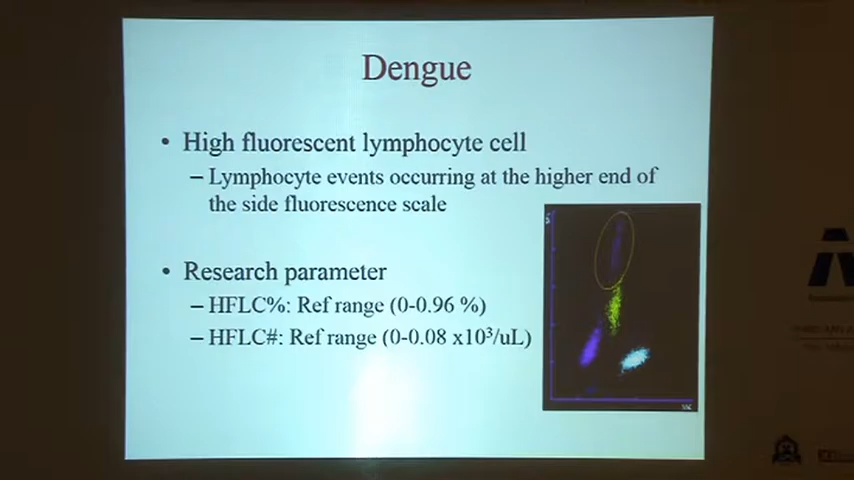 Dengue
• High fluorescent lymphocyte cell
– Lymphocyte events occurring at the higher end of
the side fluorescence scale
• Research parameter
– HFLC%: Ref range (0-0.96 %)
– HFLC#: Ref range (0-0.08 x10³/uL)